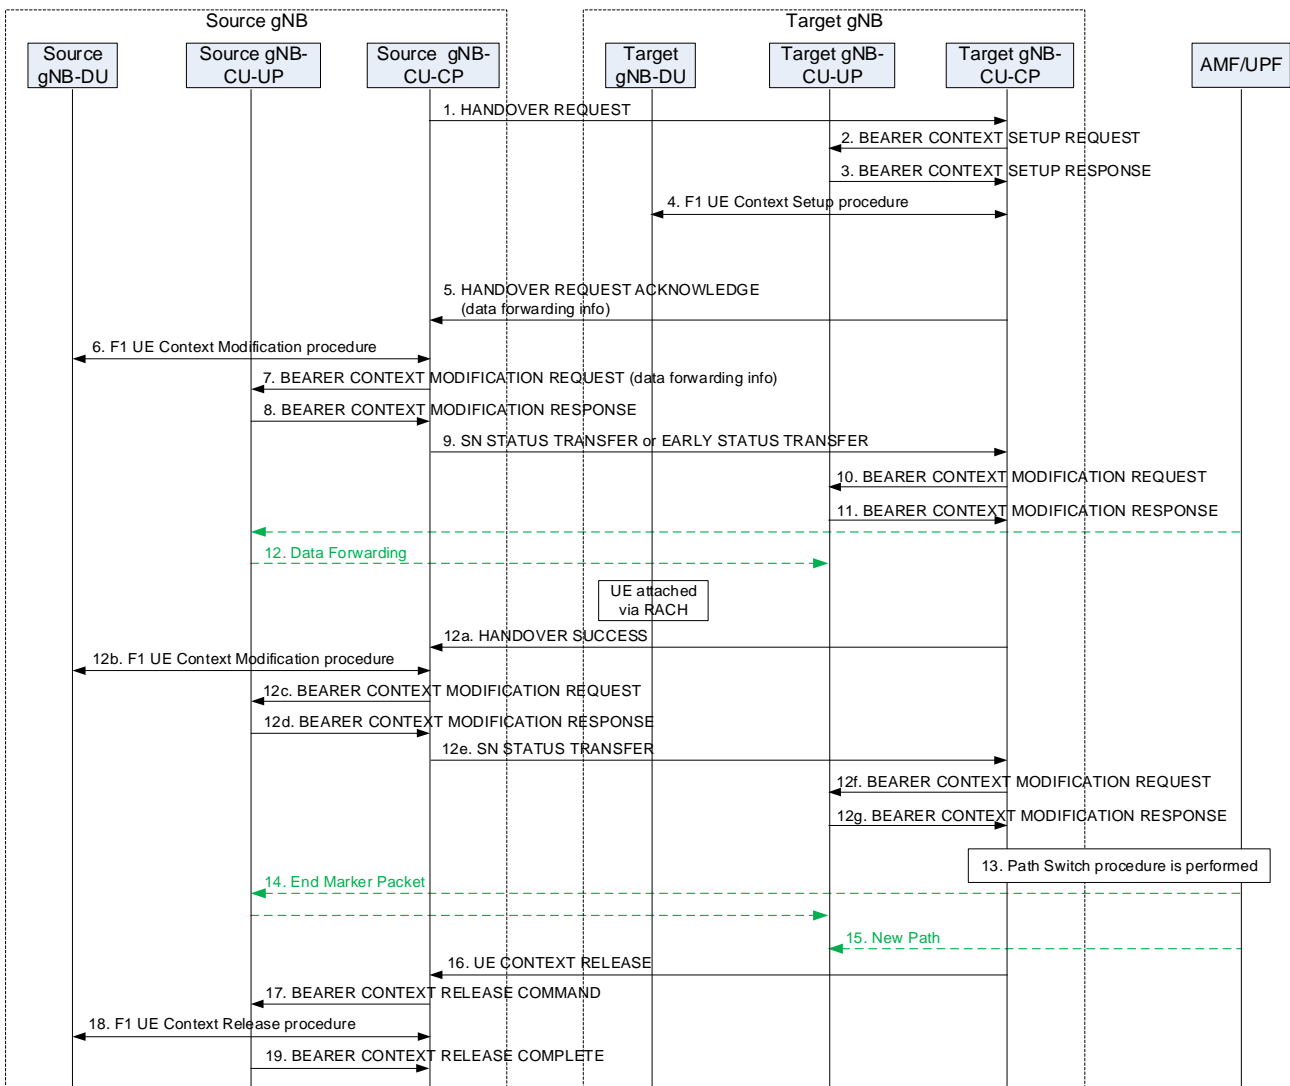 Source gNB
Target gNB
Source
gNB-DU
Source gNB-
CU-UP
Source gNB-
CU-CP
Target
gNB-DU
Target gNB-
CU-UP
Target gNB-
CU-CP
AMF/UPF
1. HANDOVER REQUEST
2. BEARER CONTEXT SETUP REQUEST
3. BEARER CONTEXT SETUP RESPONSE
4. F1 UE Context Setup procedure
5. HANDOVER REQUEST ACKNOWLEDGE
(data forwarding info)
6. F1 UE Context Modification procedure
7. BEARER CONTEXT MODIFICATION REQUEST (data forwarding info)
8. BEARER CONTEXT MODIFICATION RESPONSE
9. SN STATUS TRANSFER or EARLY STATUS TRANSFER
10. BEARER CONTEXT MODIFICATION REQUEST
11. BEARER CONTEXT MODIFICATION RESPONSE
12. Data Forwarding
UE attached
via RACH
12a. HANDOVER SUCCESS
12b. F1 UE Context Modification procedure
12c. BEARER CONTEXT MODIFICATION REQUEST
12d. BEARER CONTEXT MODIFICATION RESPONSE
12e. SN STATUS TRANSFER
12f. BEARER CONTEXT MODIFICATION REQUEST
12g. BEARER CONTEXT MODIFICATION RESPONSE
13. Path Switch procedure is performed
14. End Marker Packet
15. New Path
16. UE CONTEXT RELEASE
17. BEARER CONTEXT RELEASE COMMAND
18. F1 UE Context Release procedure
19. BEARER CONTEXT RELEASE COMPLETE